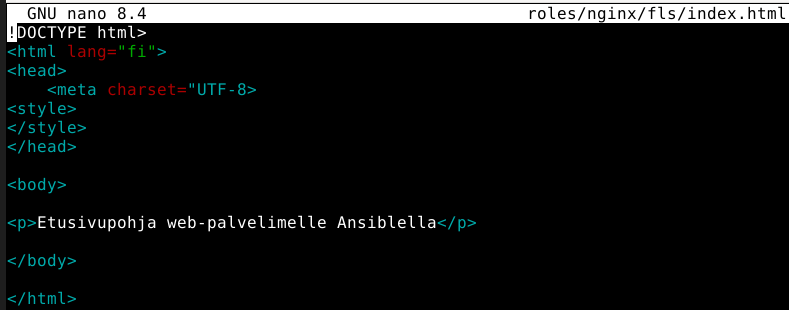 GNU nano 8.4 roles/nginx/fls/index.html
!DOCTYPE html>
<html lang="fi">
<head>
    <meta charset="UTF-8>
<style>
</style>
</head>

<body>

<p>Etusivupohja web-palvelimelle Ansiblella</p>

</body>

</html>